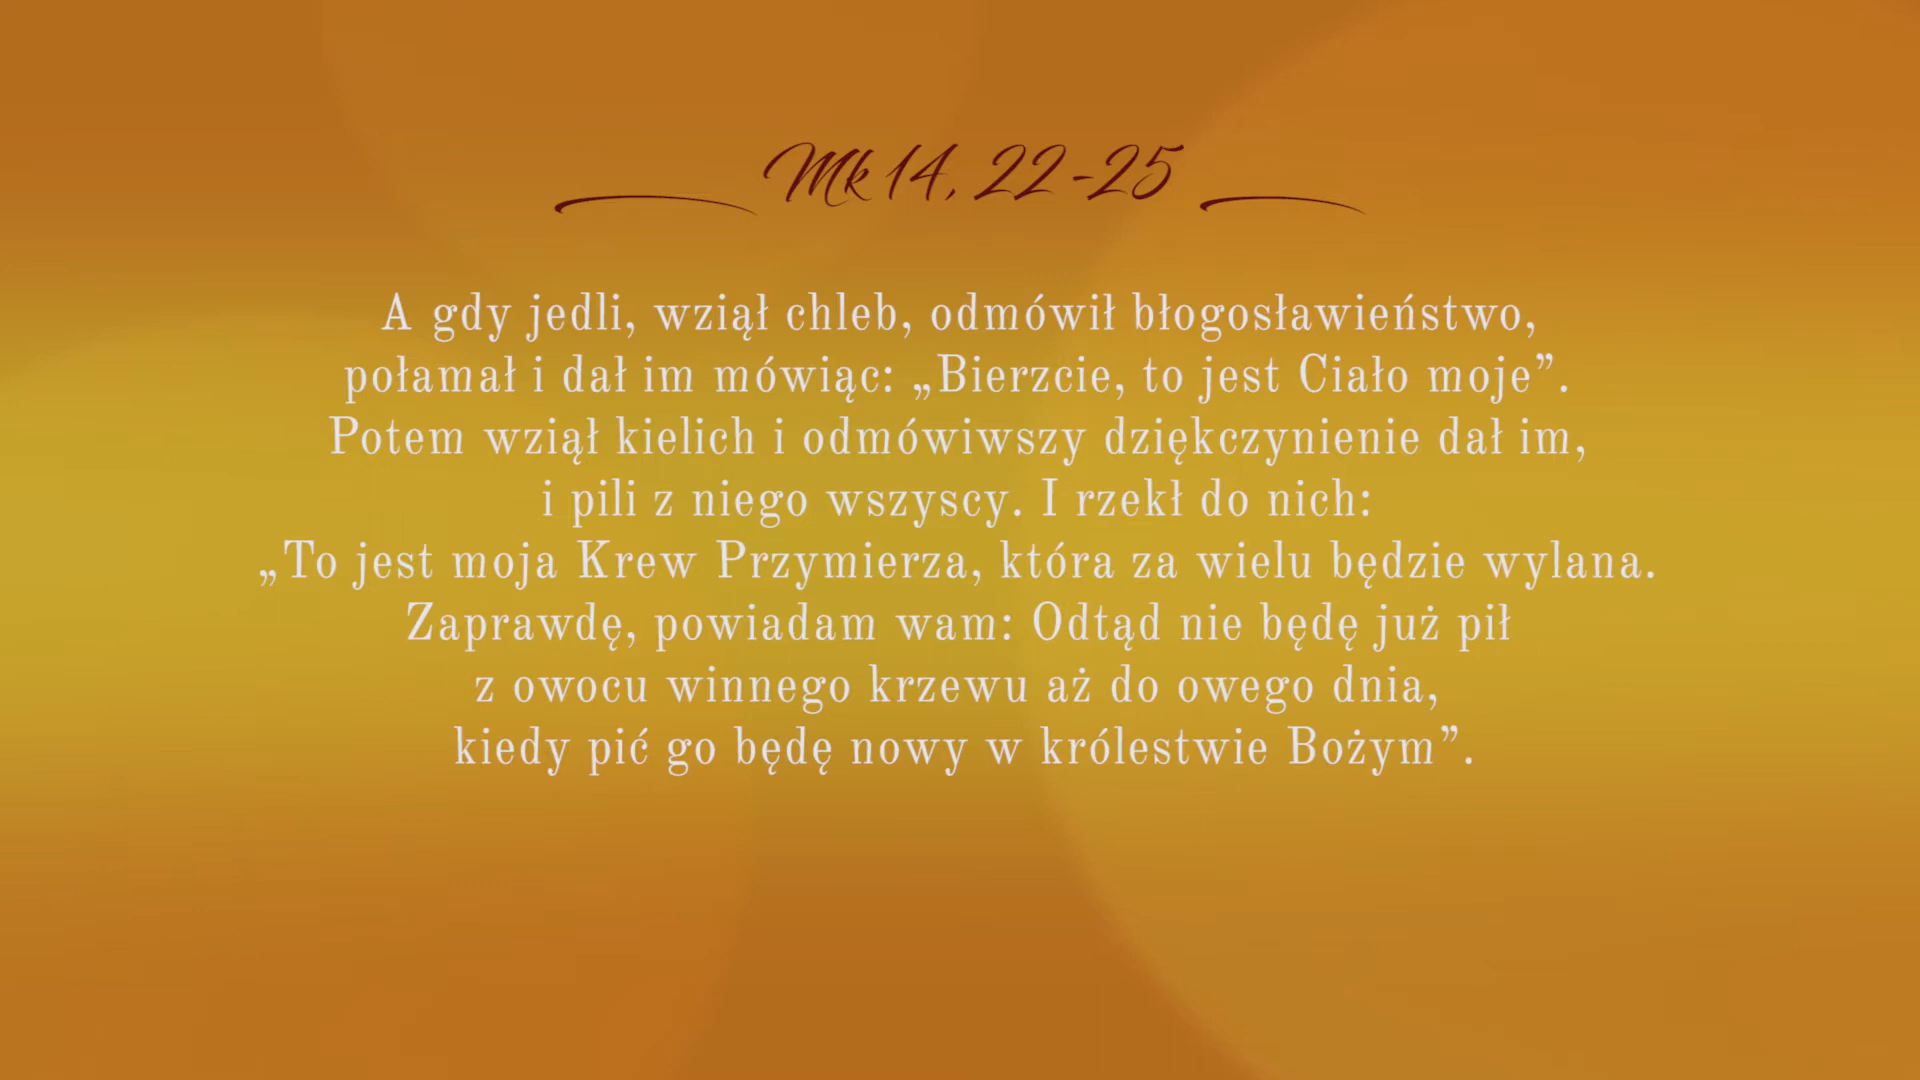 Mk 14, 22-25
A gdy jedli, wziął chleb, odmówił błogosławieństwo,
połamał i dał im mówiąc: „Bierzcie, to jest Ciało moje”.
Potem wziął kielich i odmówiwszy dziękczynienie dał im,
i pili z niego wszyscy. I rzekł do nich:
„To jest moja Krew Przymierza, która za wielu będzie wylana.
Zaprawdę, powiadam wam: Odtąd nie będę już pił
z owocu winnego krzewu aż do owego dnia,
kiedy pić go będę nowy w królestwie Bożym”.